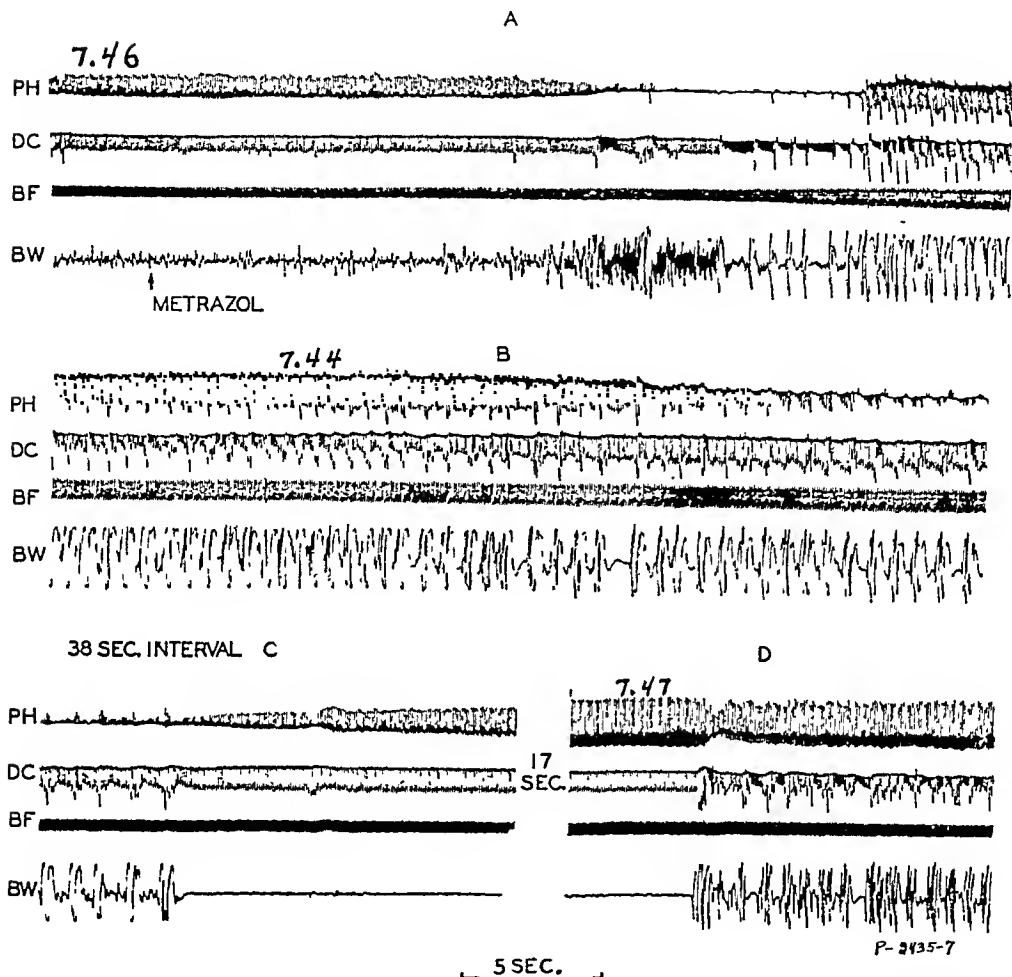 A
7.46
PH
DC
BF
BW
METRAZOL
7.44 B
PH
DC
BF
BW
38 SEC. INTERVAL C
D
7.47
PH
DC
17
SEC.
BF
BW
P-2435-7
5 SEC.